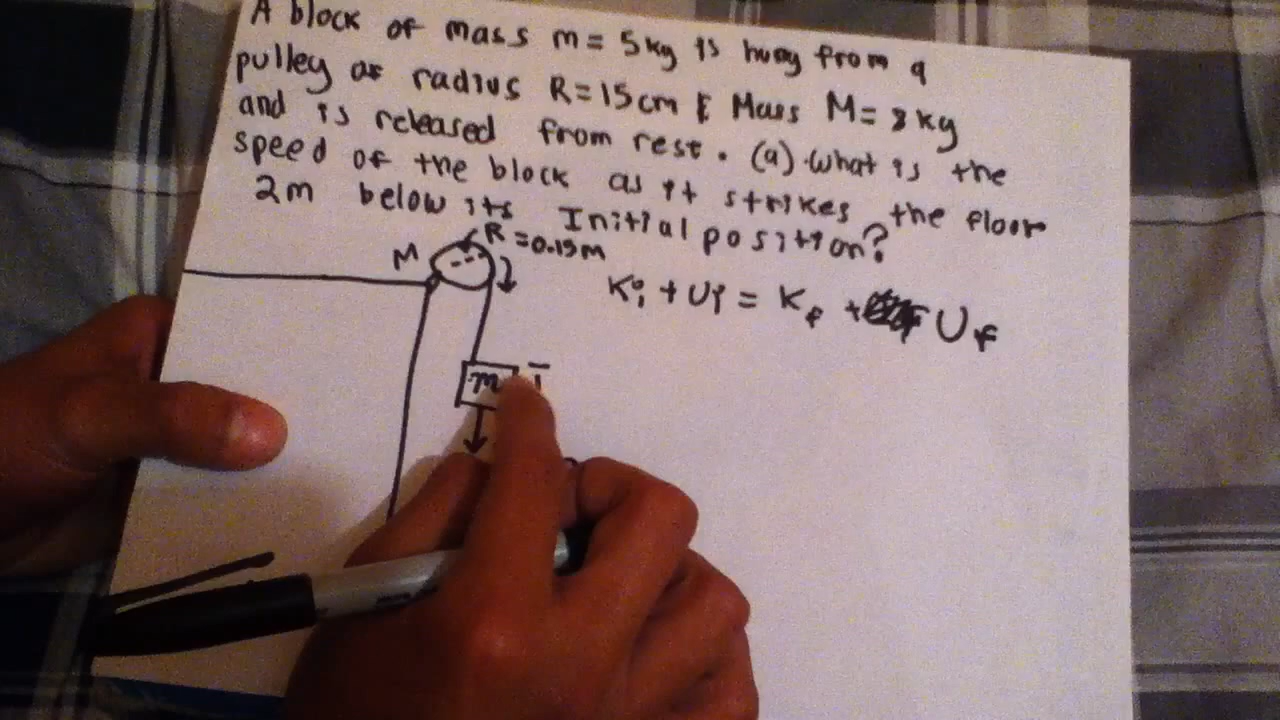 A block of mass m = 5kg is hung from a
pulley of radius R = 15cm & Mass M = 8kg
and is released from rest. (a) what is the
speed of the block as it strikes the floor
2m below its Initial position?
R = 0.15m
M
Ki + Ui = Kf + Uf
m